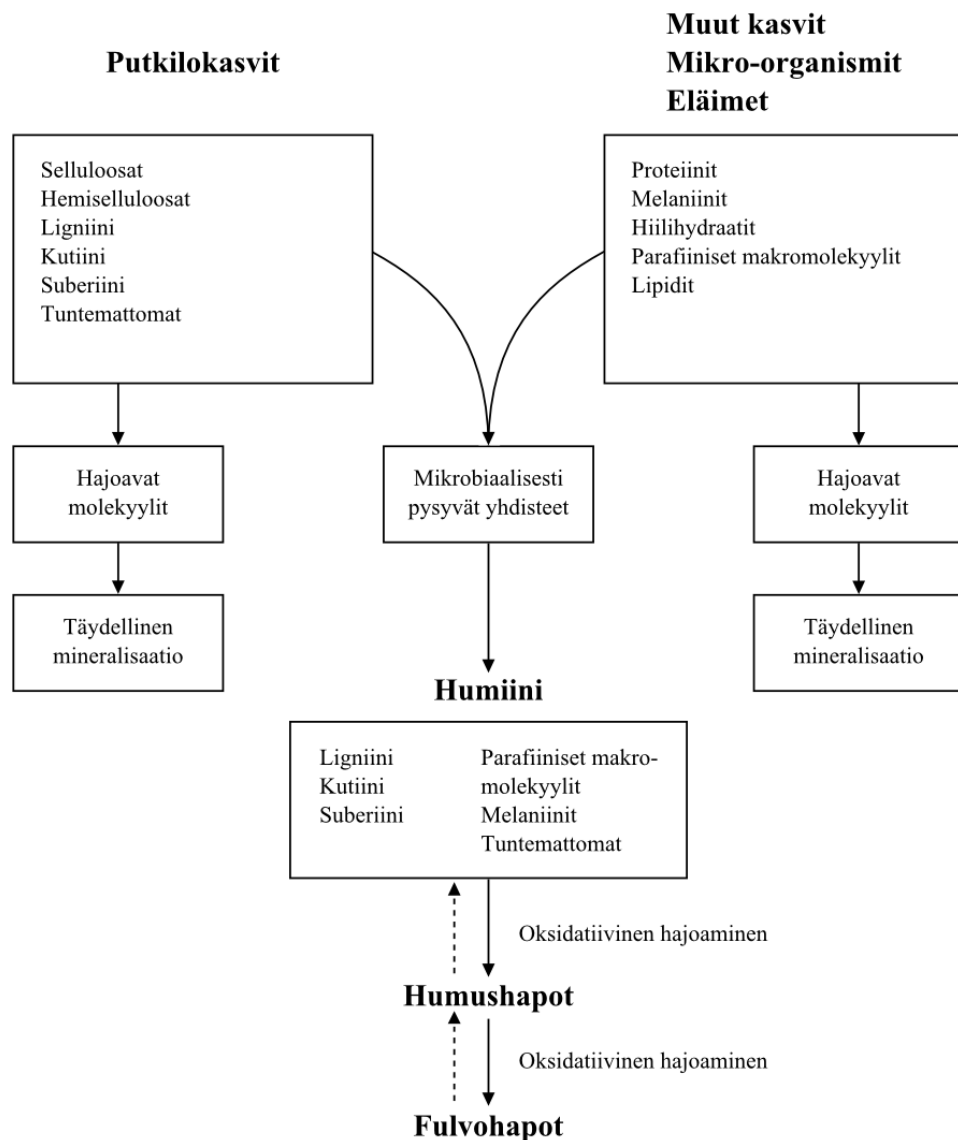 Putkilokasvit
Muut kasvit
Mikro-organismit
Eläimet
Selluloosat
Hemiselluloosat
Ligniini
Kutiini
Suberiini
Tuntemattomat
Proteiinit
Melaniinit
Hiilihydraatit
Parafiiniset makromolekyylit
Lipidit
Hajoavat
molekyylit
Mikrobiaalisesti
pysyvät yhdisteet
Hajoavat
molekyylit
Täydellinen
mineralisaatio
Täydellinen
mineralisaatio
Humiini
Ligniini
Kutiini
Suberiini
Parafiiniset makro-
molekyylit
Melaniinit
Tuntemattomat
Oksidatiivinen hajoaminen
Humushapot
Oksidatiivinen hajoaminen
Fulvohapot